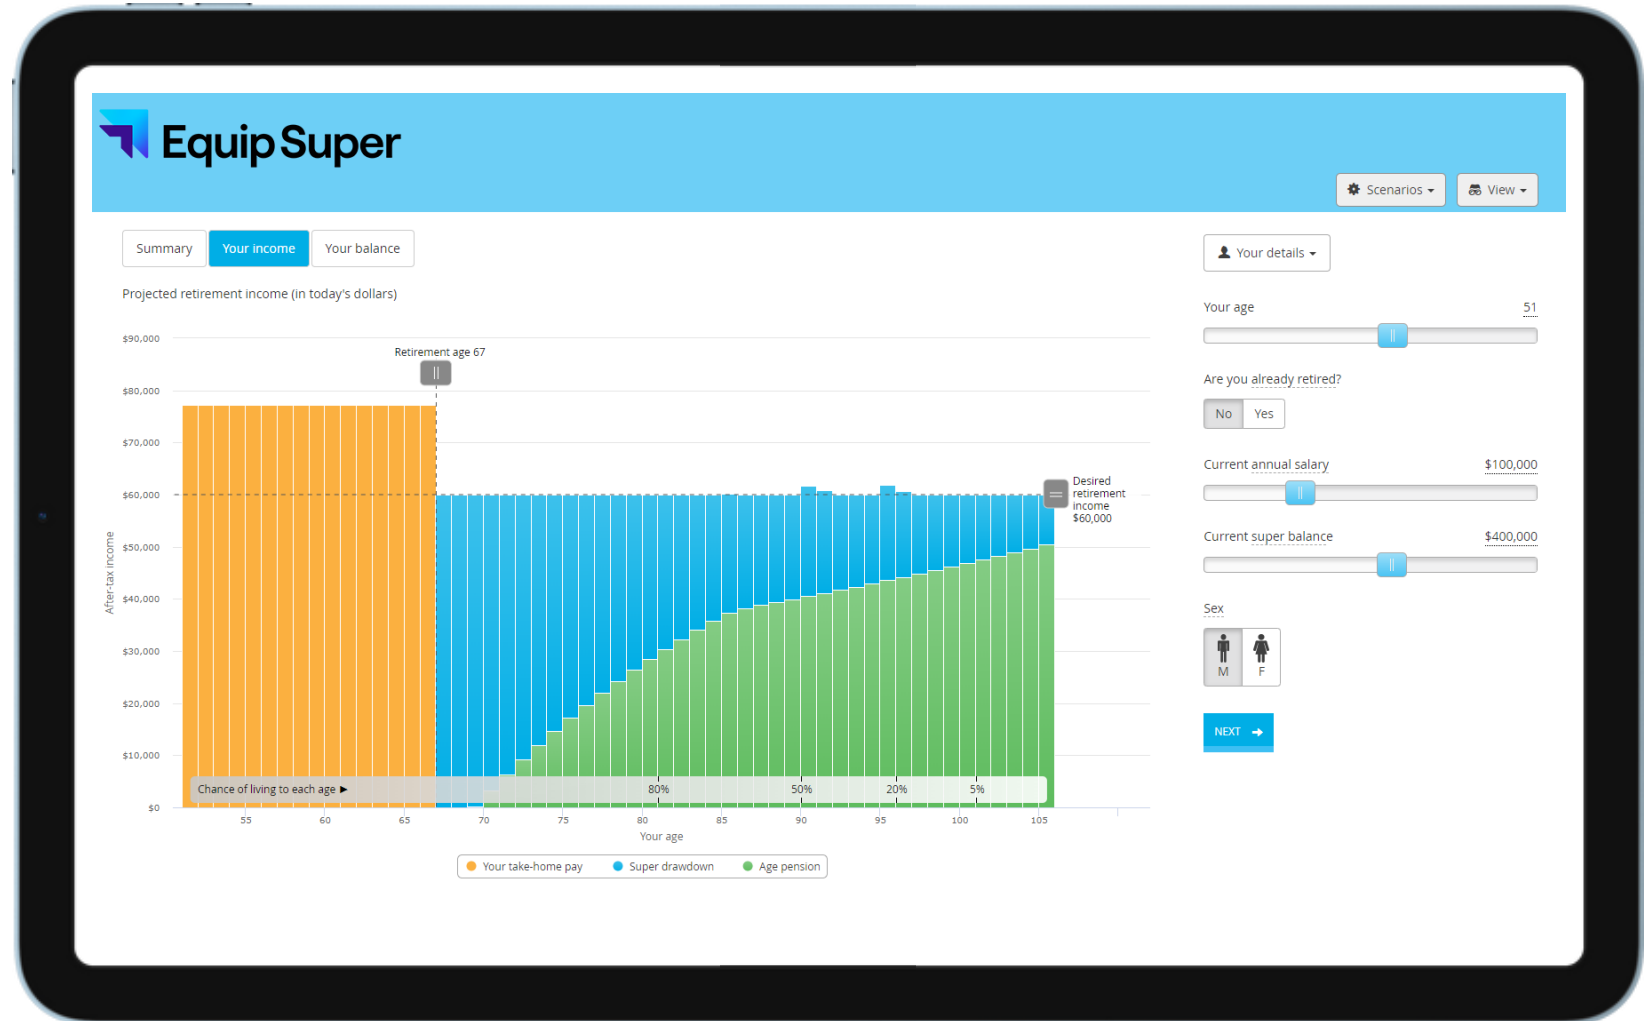 Equip Super
Scenarios
View
Summary
Your income
Your balance
Your details
Projected retirement income (in today's dollars)
Your age
51
$90,000
$80,000
$70,000
$60,000
$50,000
$40,000
$30,000
$20,000
$10,000
$0
After-tax income
Retirement age 67
Desired
retirement
income
$60,000
Chance of living to each age ►
80%
50%
20%
5%
55
60
65
70
75
80
85
90
95
100
105
Your age
Your take-home pay
Super drawdown
Age pension
Are you already retired?
No
Yes
Current annual salary
$100,000
Current super balance
$400,000
Sex
M
F
NEXT